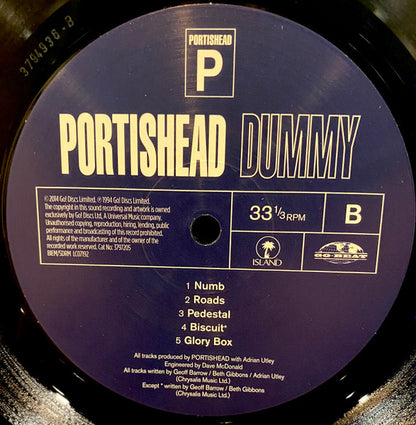 3794938-B
PORTISHEAD
P
PORTISHEAD DUMMY
℗ 2014 Go! Discs Limited. ℗ 1994 Go! Discs Limited.
The copyright in this sound recording and artwork is owned
exclusively by Go! Discs Ltd, A Universal Music company.
Unauthorised copying, reproduction, hiring, lending, public
performance and broadcasting of this record prohibited.
All rights of the manufacturer and of the owner of the
recorded work reserved. Cat No: 3797205
BIEM/SDRM LC07192
33 1/3 RPM
B
ISLAND
GO·BEAT
1 Numb
2 Roads
3 Pedestal
4 Biscuit*
5 Glory Box
All tracks produced by PORTISHEAD with Adrian Utley
Engineered by Dave McDonald
All tracks written by Geoff Barrow / Beth Gibbons / Adrian Utley
(Chrysalis Music Ltd.)
Except * written by Geoff Barrow / Beth Gibbons
(Chrysalis Music Ltd.)